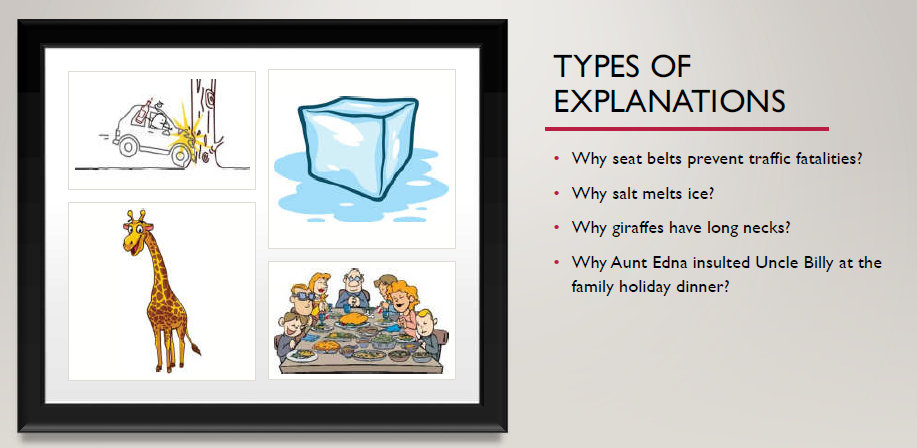 TYPES OF
EXPLANATIONS
• Why seat belts prevent traffic fatalities?
• Why salt melts ice?
• Why giraffes have long necks?
• Why Aunt Edna insulted Uncle Billy at the
family holiday dinner?